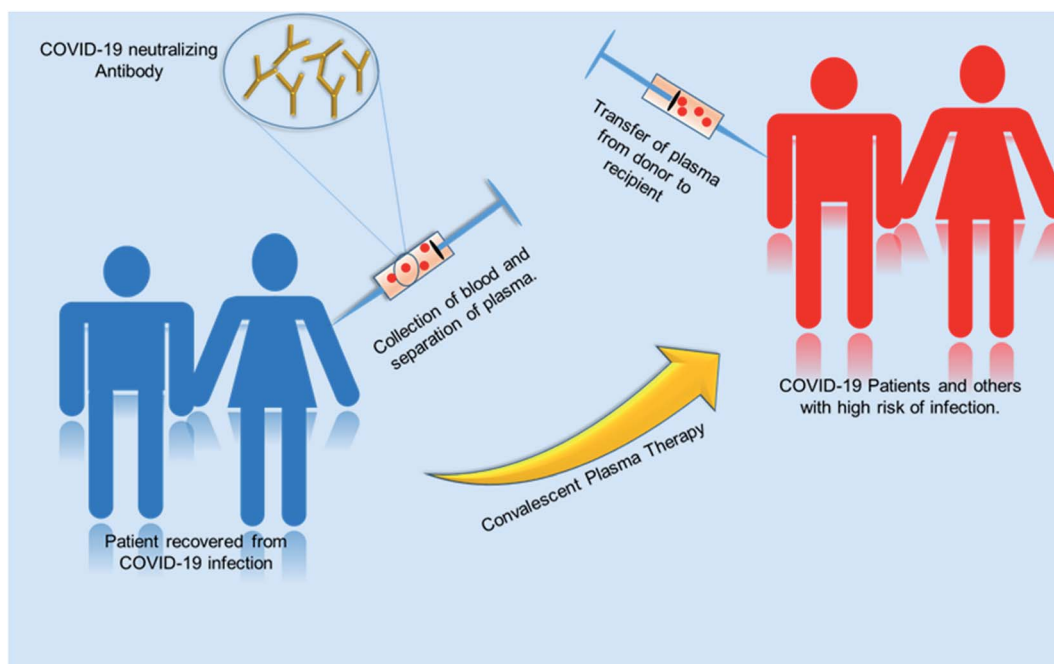 COVID-19 neutralizing
Antibody
Transfer of plasma
from donor to
recipient
Collection of blood and
separation of plasma.
COVID-19 Patients and others
with high risk of infection.
Convalescent Plasma Therapy
Patient recovered from
COVID-19 infection